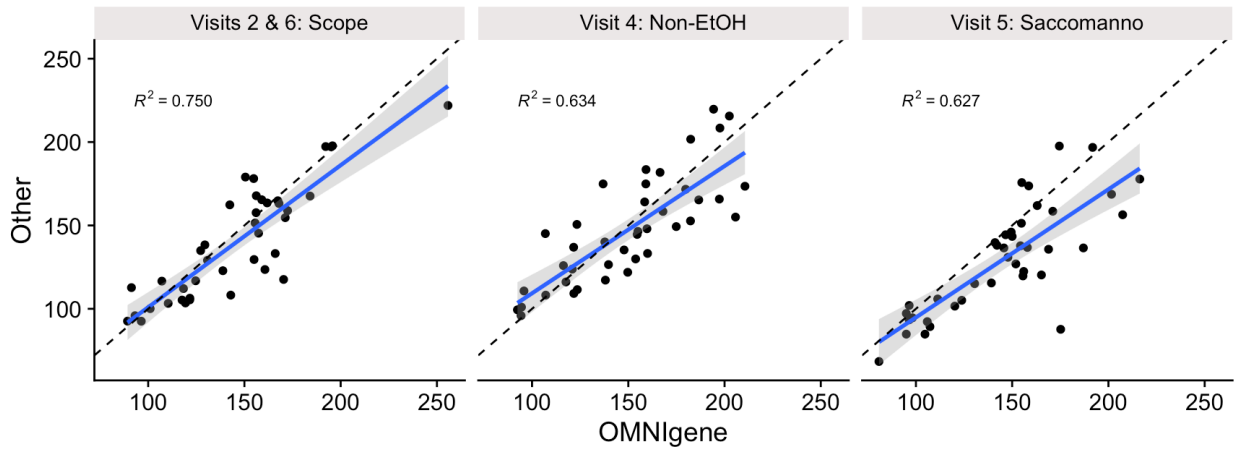 Visits 2 & 6: Scope
Visit 4: Non-EtOH
Visit 5: Saccomanno
250
200
150
100
Other
R² = 0.750
R² = 0.634
R² = 0.627
100 150 200 250
100 150 200 250
100 150 200 250
OMNIgene